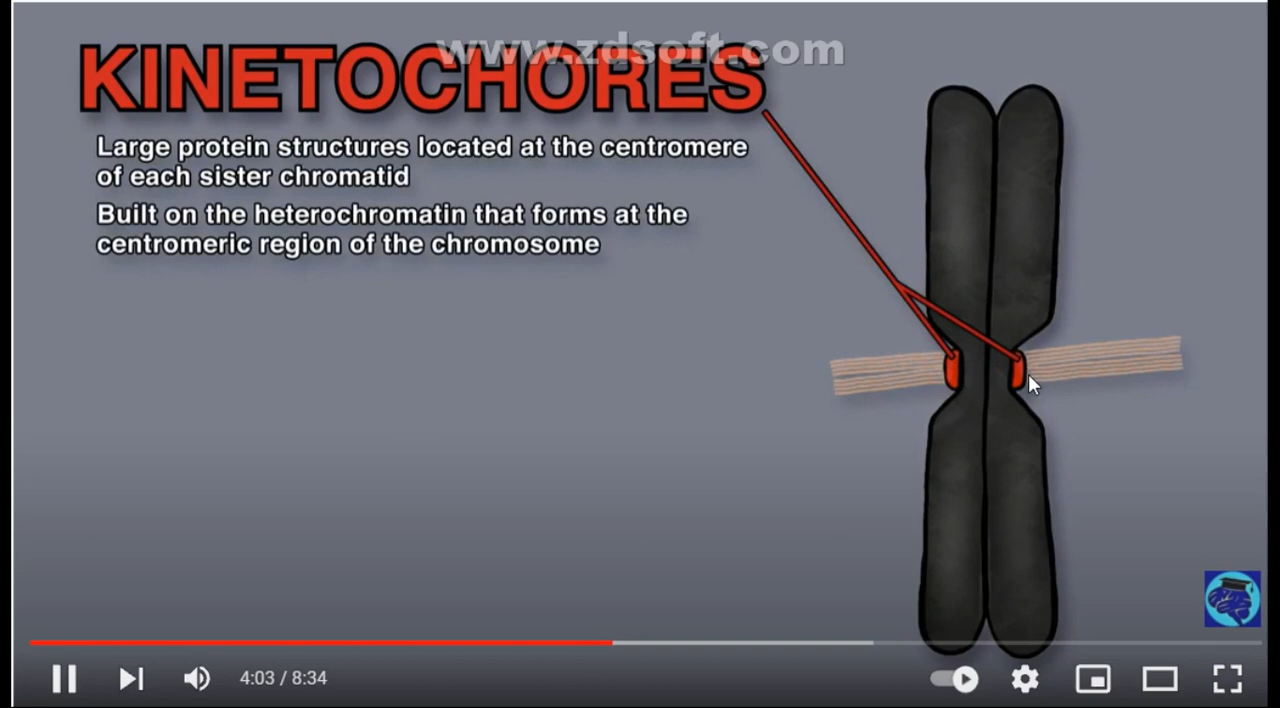 www.zdsoft.com
KINETOCHORES
Large protein structures located at the centromere
of each sister chromatid
Built on the heterochromatin that forms at the
centromeric region of the chromosome
4:03 / 8:34